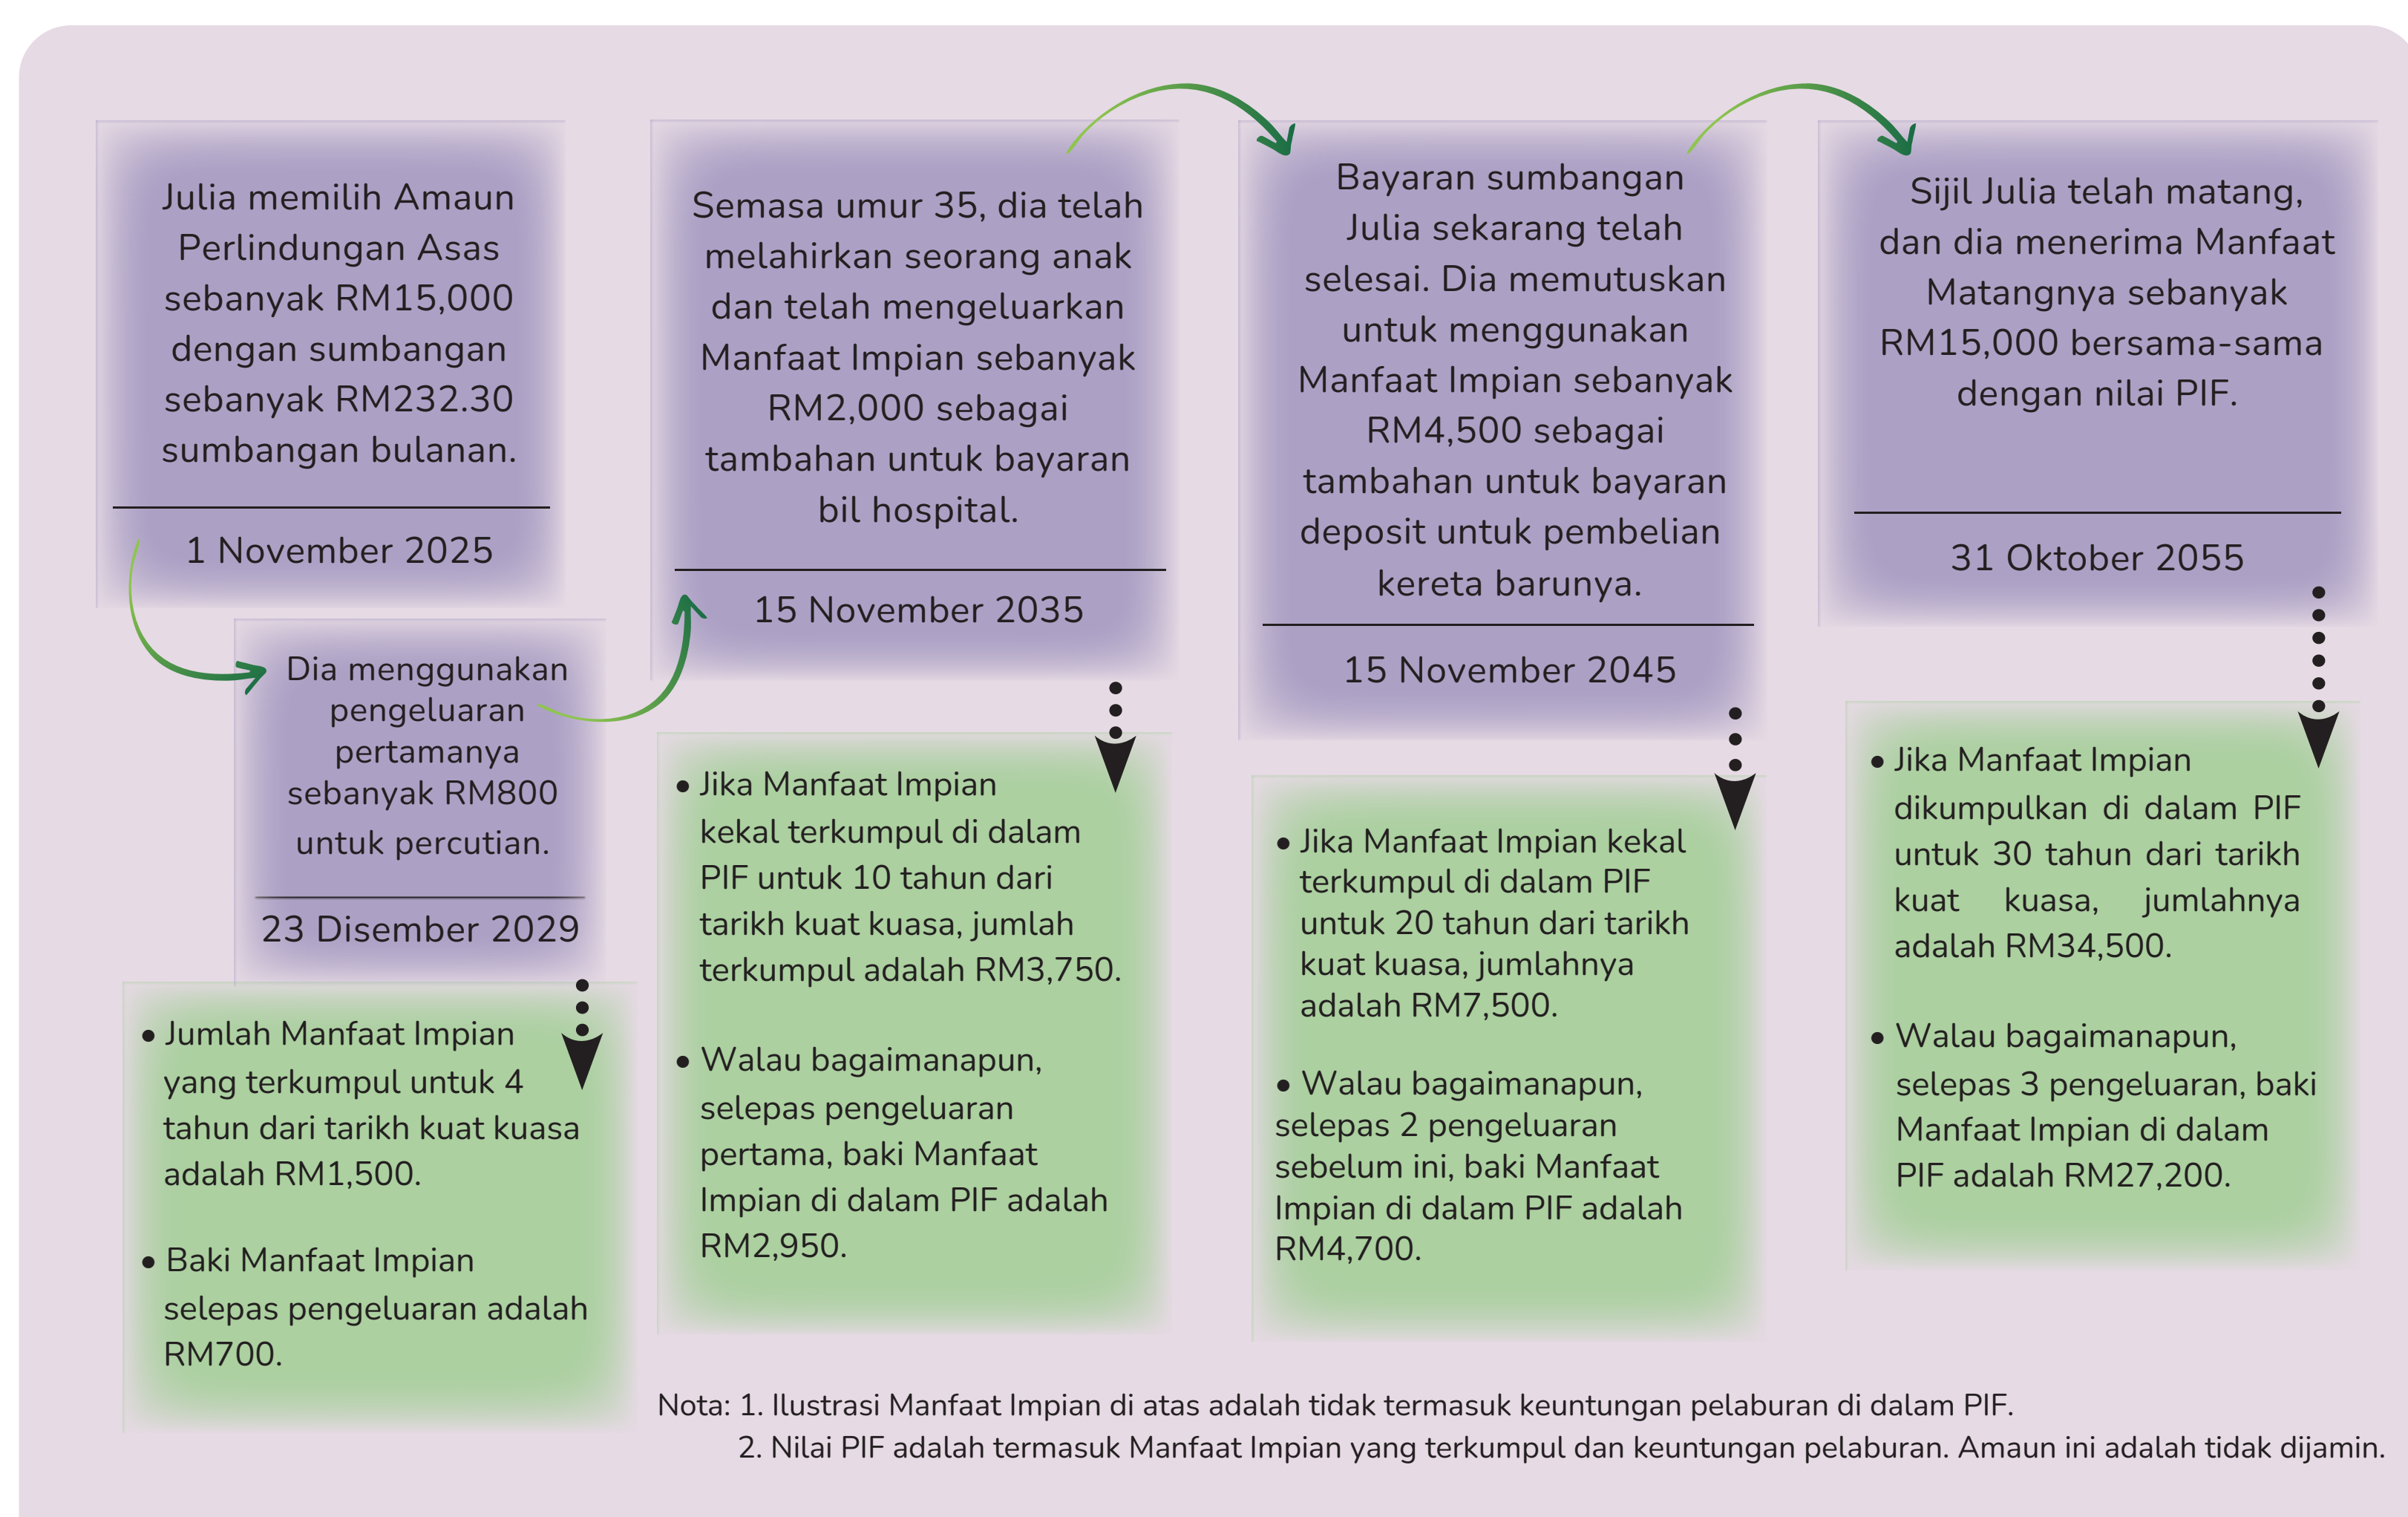 Julia memilih Amaun
Perlindungan Asas
sebanyak RM15,000
dengan sumbangan
sebanyak RM232.30
sumbangan bulanan.
1 November 2025
Dia menggunakan
pengeluaran
pertamanya
sebanyak RM800
untuk percutian.
23 Disember 2029
• Jumlah Manfaat Impian
yang terkumpul untuk 4
tahun dari tarikh kuat kuasa
adalah RM1,500.
• Baki Manfaat Impian
selepas pengeluaran adalah
RM700.
Semasa umur 35, dia telah
melahirkan seorang anak
dan telah mengeluarkan
Manfaat Impian sebanyak
RM2,000 sebagai
tambahan untuk bayaran
bil hospital.
15 November 2035
• Jika Manfaat Impian
kekal terkumpul di dalam
PIF untuk 10 tahun dari
tarikh kuat kuasa, jumlah
terkumpul adalah RM3,750.
• Walau bagaimanapun,
selepas pengeluaran
pertama, baki Manfaat
Impian di dalam PIF adalah
RM2,950.
Bayaran sumbangan
Julia sekarang telah
selesai. Dia memutuskan
untuk menggunakan
Manfaat Impian sebanyak
RM4,500 sebagai
tambahan untuk bayaran
deposit untuk pembelian
kereta barunya.
15 November 2045
• Jika Manfaat Impian kekal
terkumpul di dalam PIF
untuk 20 tahun dari tarikh
kuat kuasa, jumlahnya
adalah RM7,500.
• Walau bagaimanapun,
selepas 2 pengeluaran
sebelum ini, baki Manfaat
Impian di dalam PIF adalah
RM4,700.
Sijil Julia telah matang,
dan dia menerima Manfaat
Matangnya sebanyak
RM15,000 bersama-sama
dengan nilai PIF.
31 Oktober 2055
• Jika Manfaat Impian
dikumpulkan di dalam PIF
untuk 30 tahun dari tarikh
kuat kuasa, jumlahnya
adalah RM34,500.
• Walau bagaimanapun,
selepas 3 pengeluaran, baki
Manfaat Impian di dalam
PIF adalah RM27,200.
Nota: 1. Ilustrasi Manfaat Impian di atas adalah tidak termasuk keuntungan pelaburan di dalam PIF.
2. Nilai PIF adalah termasuk Manfaat Impian yang terkumpul dan keuntungan pelaburan. Amaun ini adalah tidak dijamin.